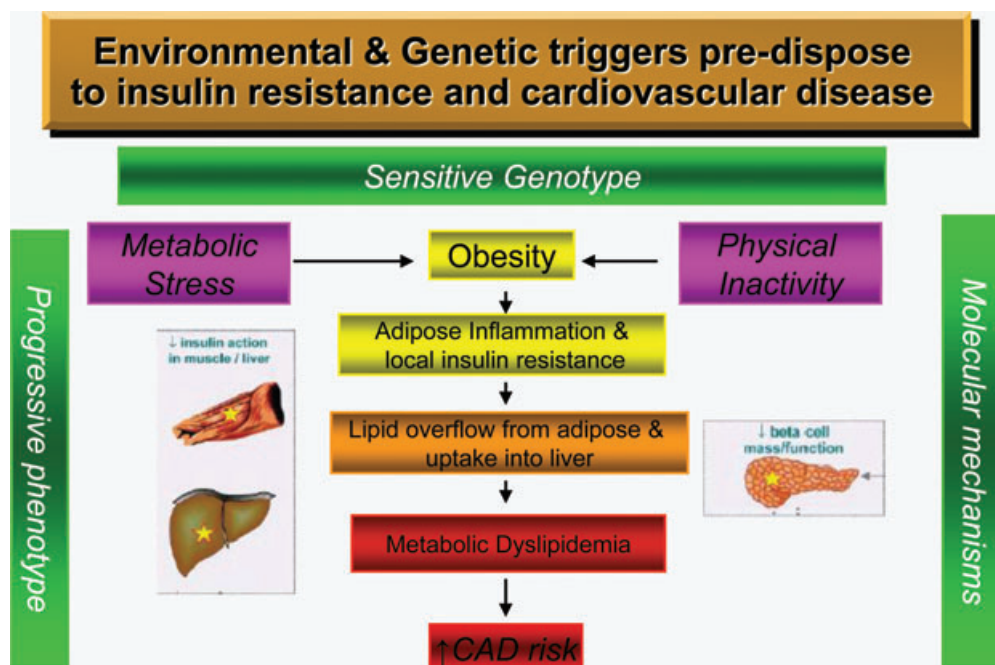 Environmental & Genetic triggers pre-dispose
to insulin resistance and cardiovascular disease
Sensitive Genotype
Progressive phenotype
Metabolic
Stress
Obesity
Physical
Inactivity
Molecular mechanisms
Adipose Inflammation &
local insulin resistance
↓ insulin action
in muscle / liver
Lipid overflow from adipose &
uptake into liver
↓ beta-cell
mass/function
Metabolic Dyslipidemia
↑CAD risk